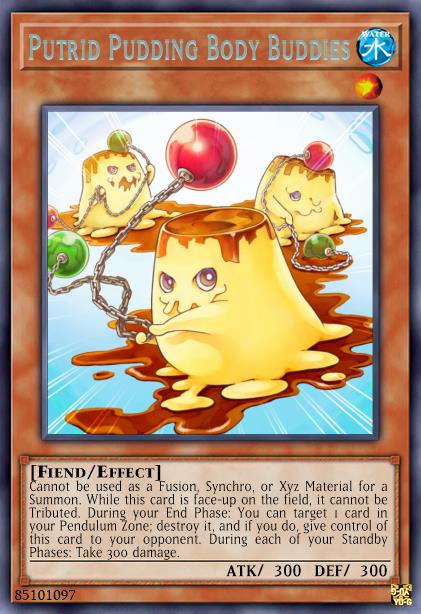 Putrid Pudding Body Buddies
WATER
水
[Fiend/Effect]
Cannot be used as a Fusion, Synchro, or Xyz Material for a
Summon. While this card is face-up on the field, it cannot be
Tributed. During your End Phase: You can target 1 card in
your Pendulum Zone; destroy it, and if you do, give control of
this card to your opponent. During each of your Standby
Phases: Take 300 damage.
ATK/ 300 DEF/ 300
85101097